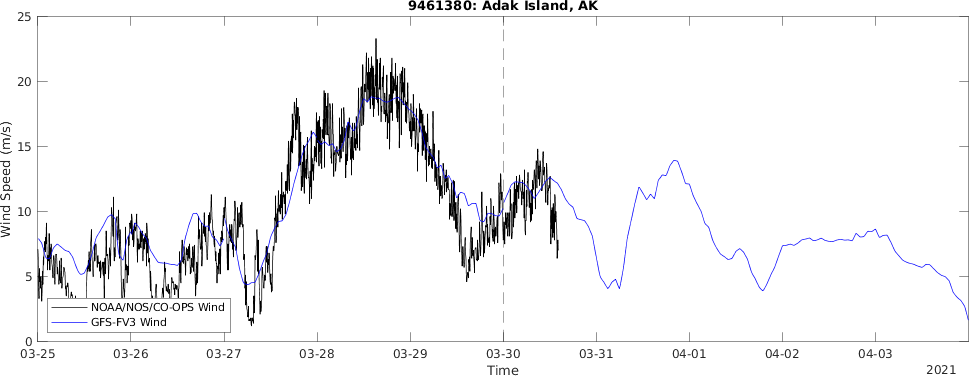 9461380: Adak Island, AK
25
20
15
10
5
0
Wind Speed (m/s)
NOAA/NOS/CO-OPS Wind
GFS-FV3 Wind
03-25 03-26 03-27 03-28 03-29 03-30 03-31 04-01 04-02 04-03
Time
2021